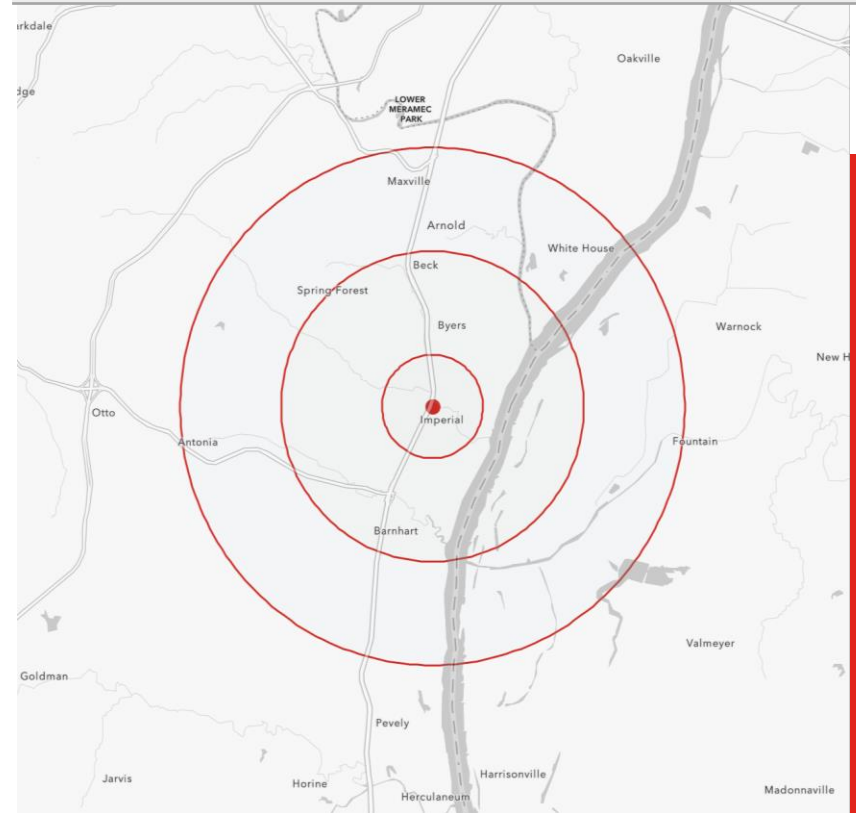 rkdale
Oakville
dge
LOWER
MERAMEC
PARK
Maxville
Arnold
White House
Beck
Spring Forest
Byers
Warnock
New H
Otto
Imperial
Antonia
Fountain
Barnhart
Valmeyer
Goldman
Pevely
Jarvis
Horine
Harrisonville
Herculaneum
Madonnaville